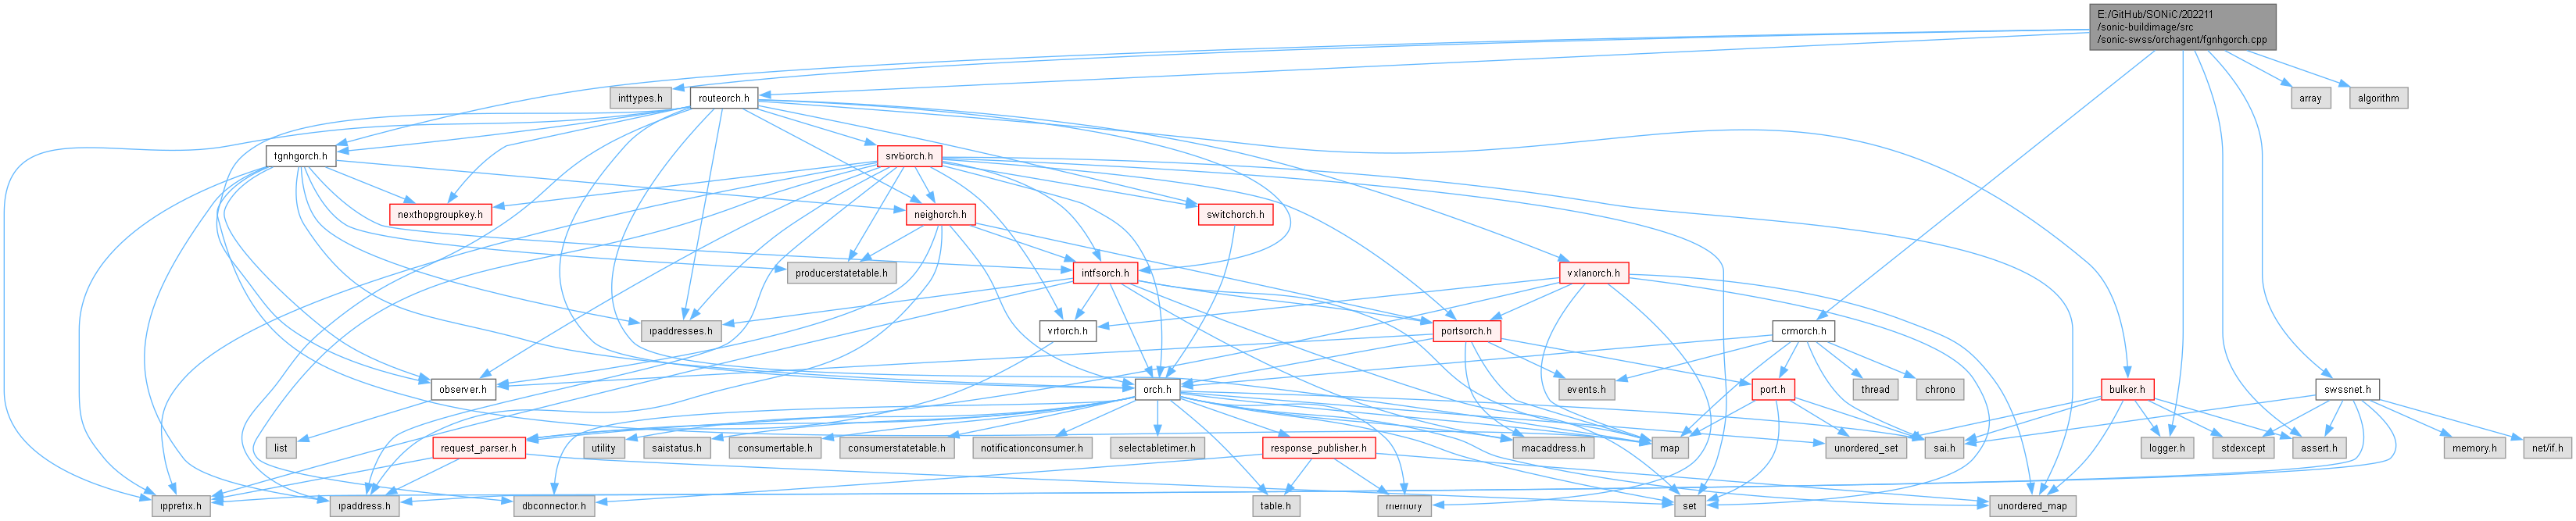 E:/GitHub/SONiC/202211
/sonic-buildimage/src
/sonic-swss/orchagent/fgnhgorch.cpp
inttypes.h
routeorch.h
array
algorithm
fgnhgorch.h
srv6orch.h
nexthopgroupkey.h
neighorch.h
switchorch.h
producerstatetable.h
intfsorch.h
vxlanorch.h
ipaddresses.h
vrforch.h
portsorch.h
crmorch.h
observer.h
orch.h
events.h
port.h
thread
chrono
bulker.h
swssnet.h
list
request_parser.h
utility
saistatus.h
consumertable.h
consumerstatetable.h
notificationconsumer.h
selectabletimer.h
response_publisher.h
macaddress.h
map
unordered_set
sai.h
logger.h
stdexcept
assert.h
memory.h
net/if.h
ipprefix.h
ipaddress.h
dbconnector.h
table.h
memory
set
unordered_map